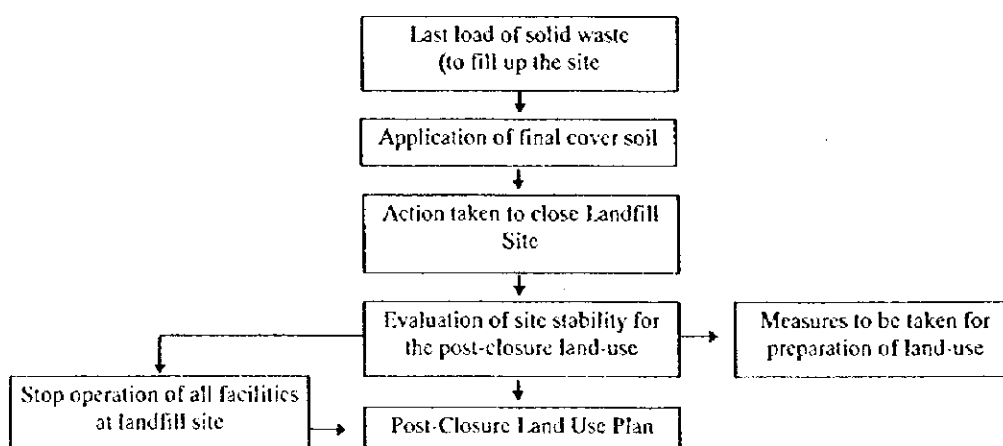 Last load of solid waste
(to fill up the site
Application of final cover soil
Action taken to close Landfill
Site
Evaluation of site stability for
the post-closure land-use
Measures to be taken for
preparation of land-use
Stop operation of all facilities
at landfill site
Post-Closure Land Use Plan